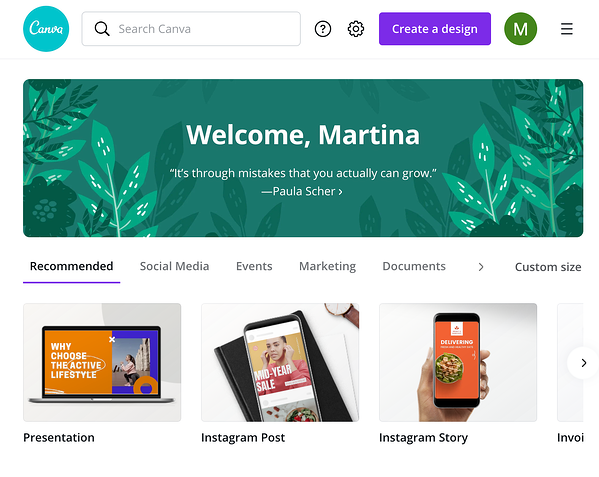 Canva
Search Canva
?
Create a design
M
Welcome, Martina
“It’s through mistakes that you actually can grow.”
—Paula Scher ›
Recommended
Social Media
Events
Marketing
Documents
Custom size
WHY
CHOOSE
THE ACTIVE
LIFESTYLE
MID-YEAR
SALE
DELIVERING
Presentation
Instagram Post
Instagram Story
Invoi